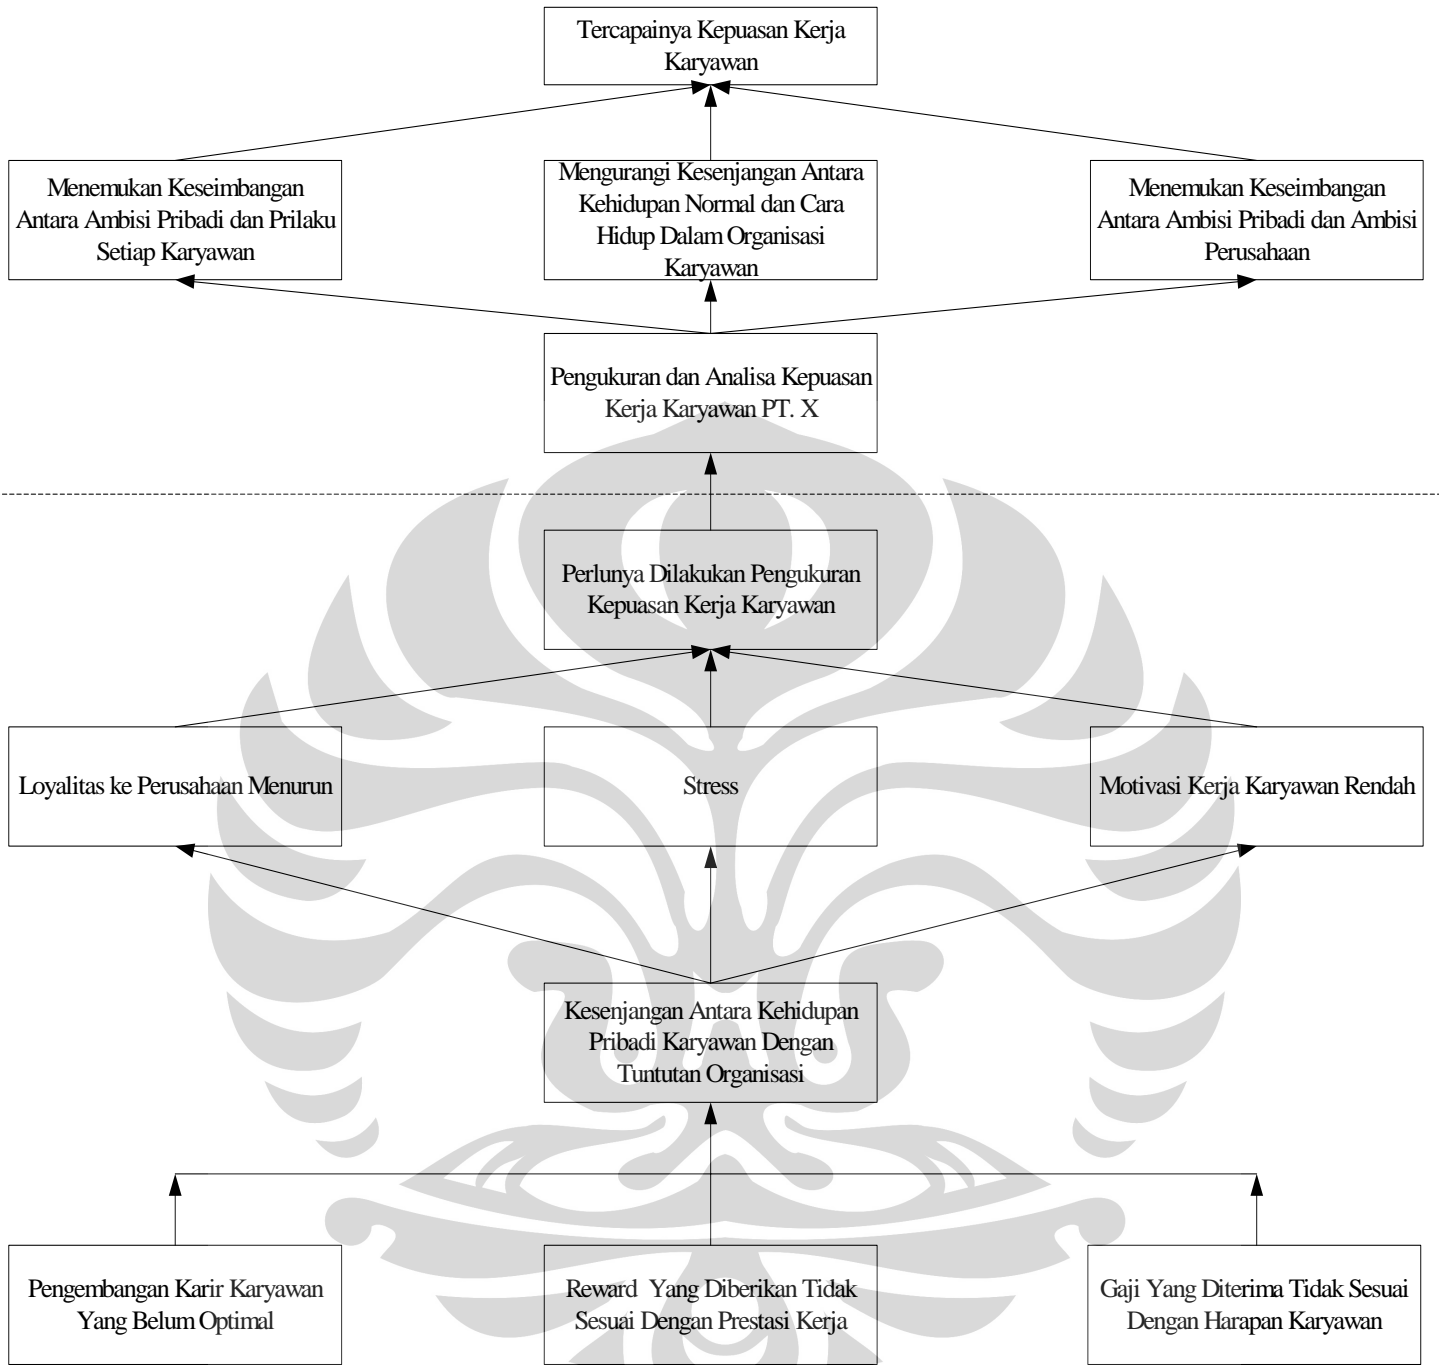 Tercapainya Kepuasan Kerja
Karyawan
Menemukan Keseimbangan
Antara Ambisi Pribadi dan Prilaku
Setiap Karyawan
Mengurangi Kesenjangan Antara
Kehidupan Normal dan Cara
Hidup Dalam Organisasi
Karyawan
Menemukan Keseimbangan
Antara Ambisi Pribadi dan Ambisi
Perusahaan
Pengukuran dan Analisa Kepuasan
Kerja Karyawan PT. X
Perlunya Dilakukan Pengukuran
Kepuasan Kerja Karyawan
Loyalitas ke Perusahaan Menurun
Stress
Motivasi Kerja Karyawan Rendah
Kesenjangan Antara Kehidupan
Pribadi Karyawan Dengan
Tuntutan Organisasi
Pengembangan Karir Karyawan
Yang Belum Optimal
Reward Yang Diberikan Tidak
Sesuai Dengan Prestasi Kerja
Gaji Yang Diterima Tidak Sesuai
Dengan Harapan Karyawan